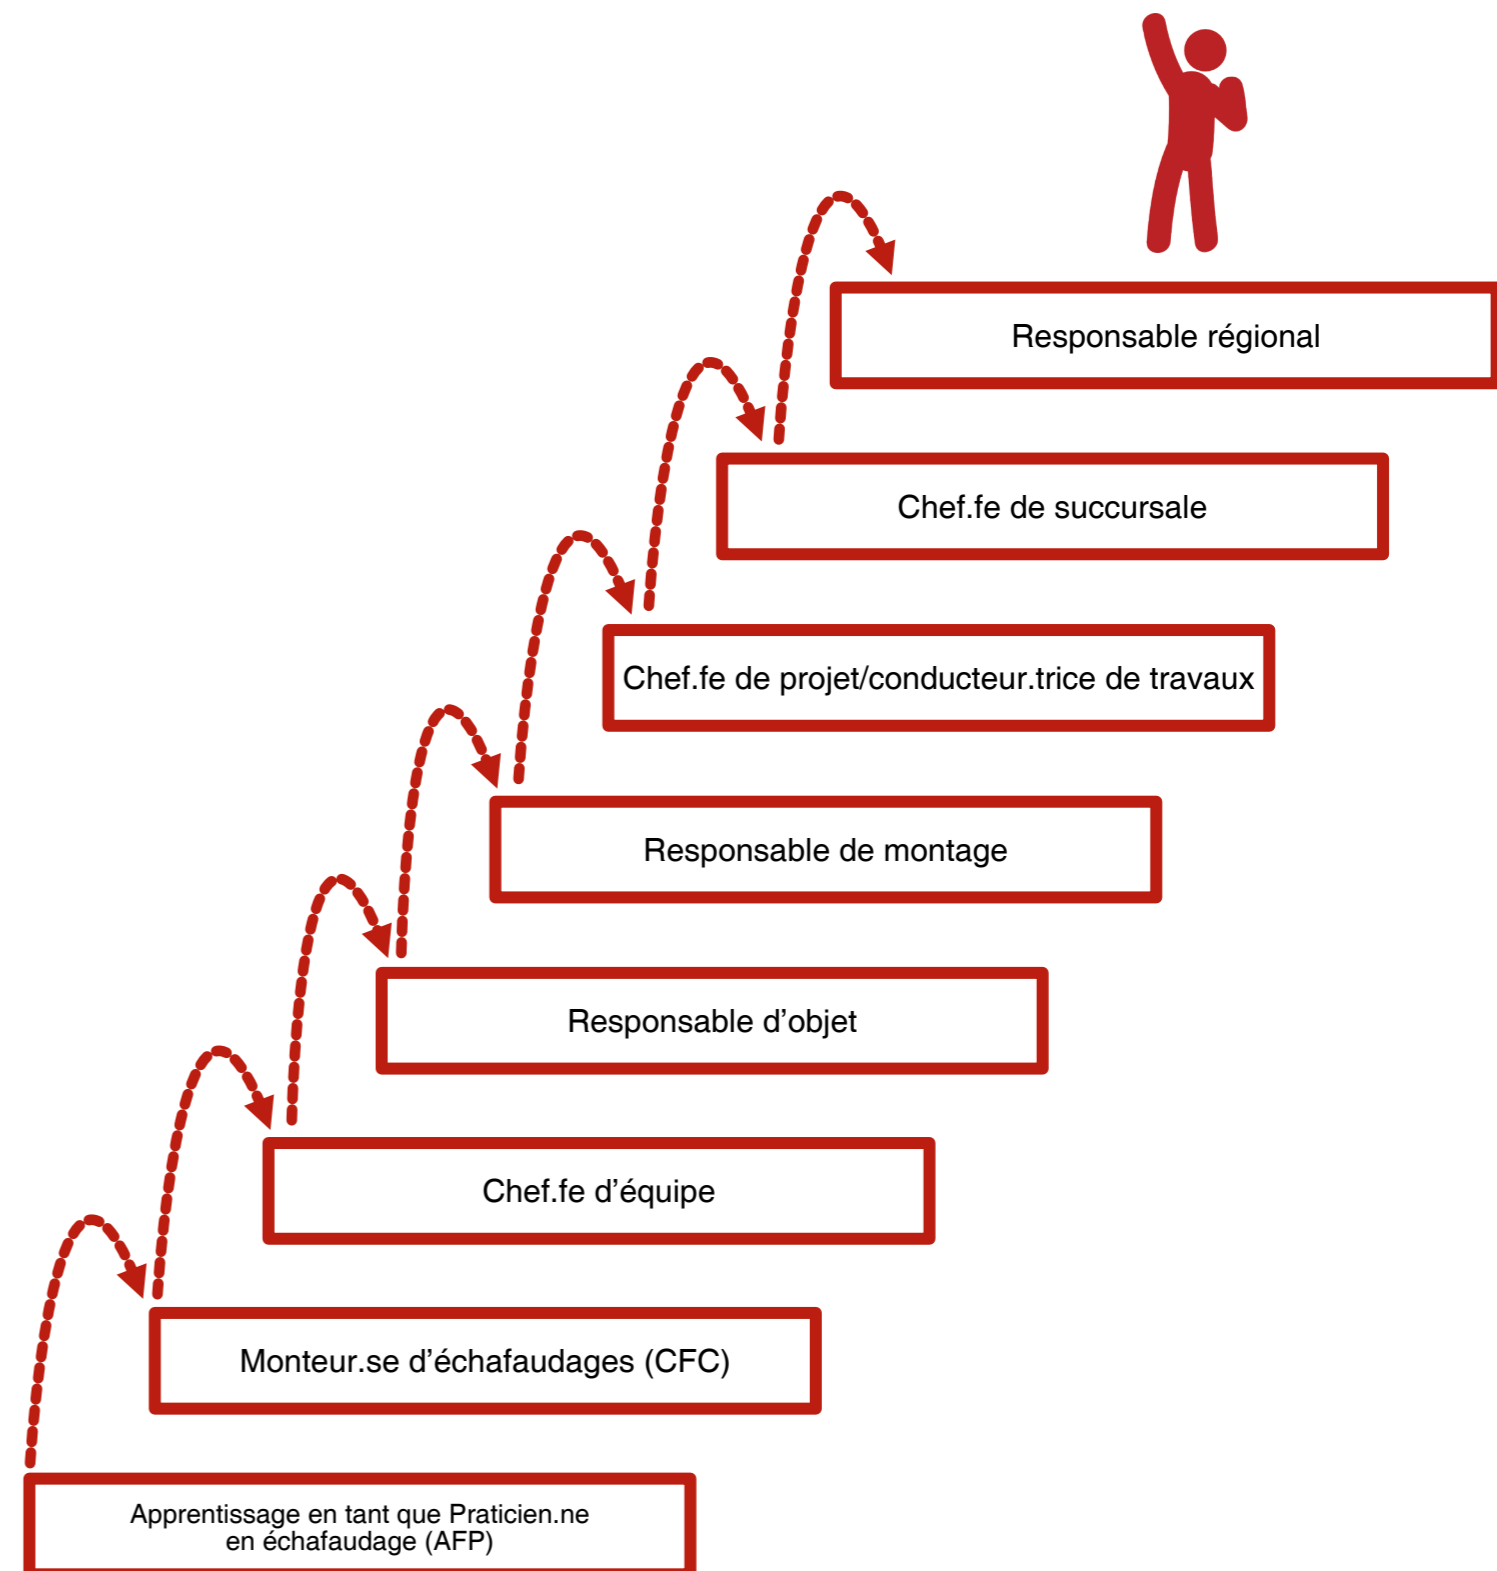 Responsable régional
Chef.fe de succursale
Chef.fe de projet/conducteur.trice de travaux
Responsable de montage
Responsable d’objet
Chef.fe d’équipe
Monteur.se d’échafaudages (CFC)
Apprentissage en tant que Praticien.ne
en échafaudage (AFP)